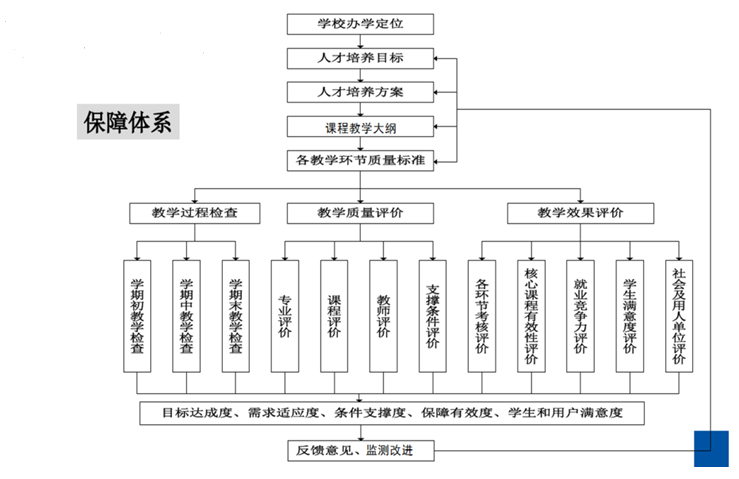 学校办学定位
人才培养目标
人才培养方案
保障体系
课程教学大纲
各教学环节质量标准
教学过程检查
教学质量评价
教学效果评价
学期初教学检查
学期中教学检查
学期末教学检查
专业评价
课程评价
教师评价
支撑条件评价
各环节考核评价
核心课程有效性评价
就业竞争力评价
学生满意度评价
社会及用人单位评价
目标达成度、需求适应度、条件支撑度、保障有效度、学生和用户满意度
反馈意见、监测改进